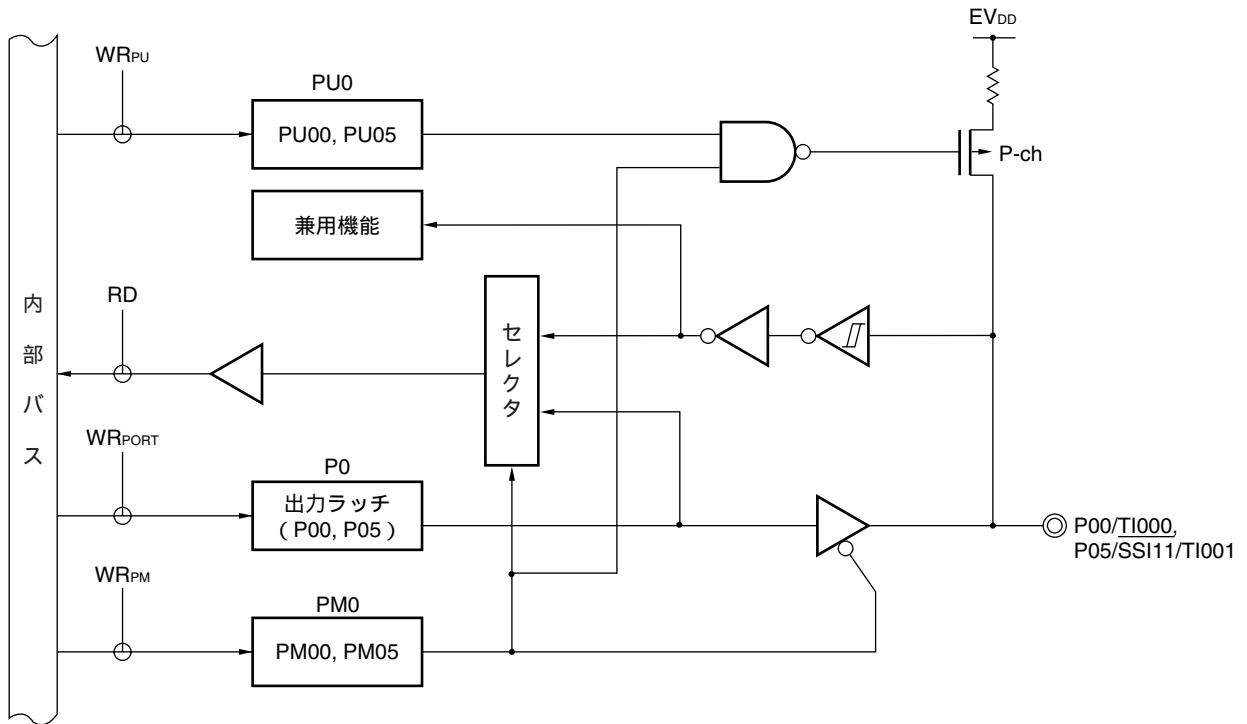 EVDD
WRPU
PU0
PU00, PU05
P-ch
兼用機能
内部バス
RD
セレクタ
WRPORT
P0
出力ラッチ
( P00, P05 )
P00/TI000,
P05/SSI11/TI001
WRPM
PM0
PM00, PM05